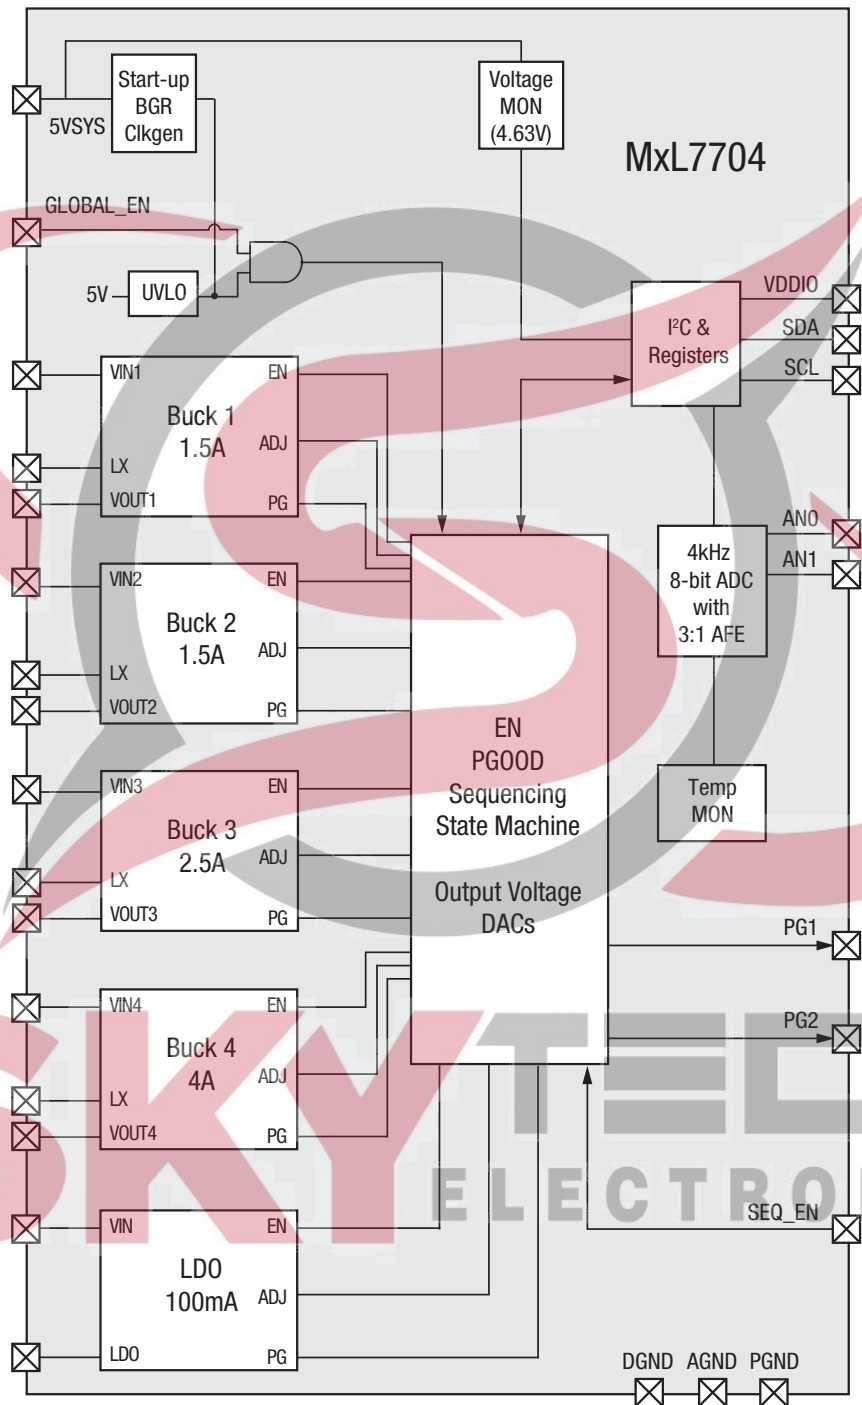 Start-up
BGR
Clkgen
5VSYS
Voltage
MON
(4.63V)
MxL7704
GLOBAL_EN
5V
UVLO
I²C &
Registers
VDDIO
SDA
SCL
VIN1
EN
Buck 1
1.5A
ADJ
LX
VOUT1
PG
4kHz
8-bit ADC
with
3:1 AFE
AN0
AN1
VIN2
EN
Buck 2
1.5A
ADJ
LX
VOUT2
PG
EN
PGOOD
Sequencing
State Machine
Output Voltage
DACs
Temp
MON
VIN3
EN
Buck 3
2.5A
ADJ
LX
VOUT3
PG
PG1
PG2
VIN4
EN
Buck 4
4A
ADJ
LX
VOUT4
PG
SKYTEC
ELECTRO
SEQ_EN
VIN
EN
LDO
100mA
ADJ
LDO
PG
DGND AGND PGND